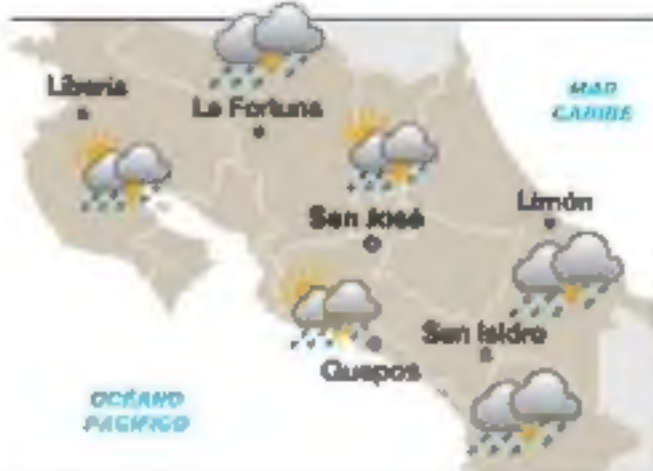 Liberia
La Fortuna
MAR
CARIBE
San José
Limón
San Isidro
Quepos
OCÉANO
PACÍFICO